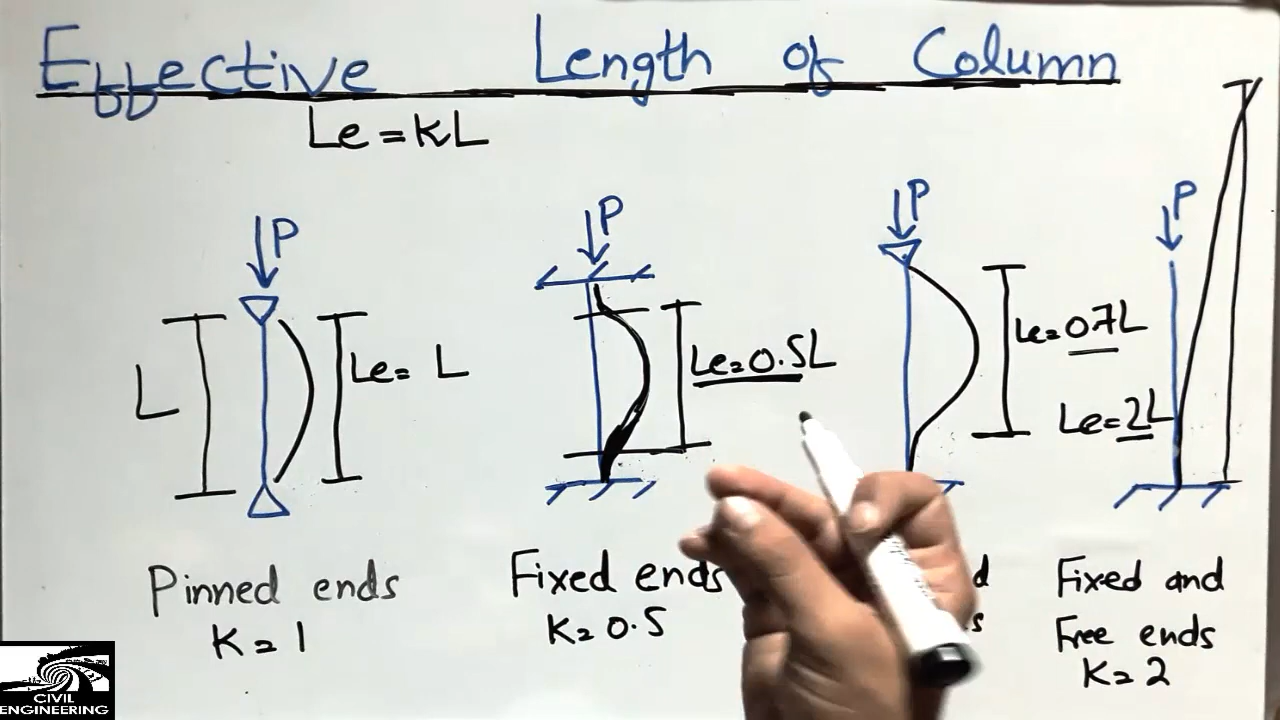 Effective Length of Column
Le = KL
P
L
Le = L
Pinned ends
K = 1
P
Le = 0.5L
Fixed ends
K = 0.5
P
Le = 0.7L
P
Le = 2L
Fixed and
Free ends
K = 2
CIVIL
ENGINEERING